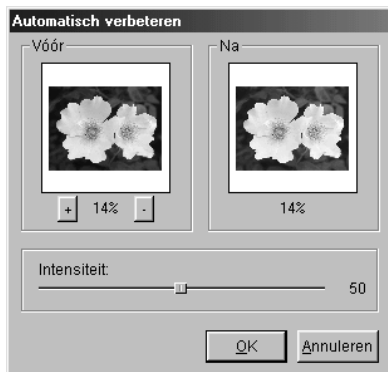 Automatisch verbeteren
Vóór
Na
+ 14% -
14%
Intensiteit:
50
OK
Annuleren